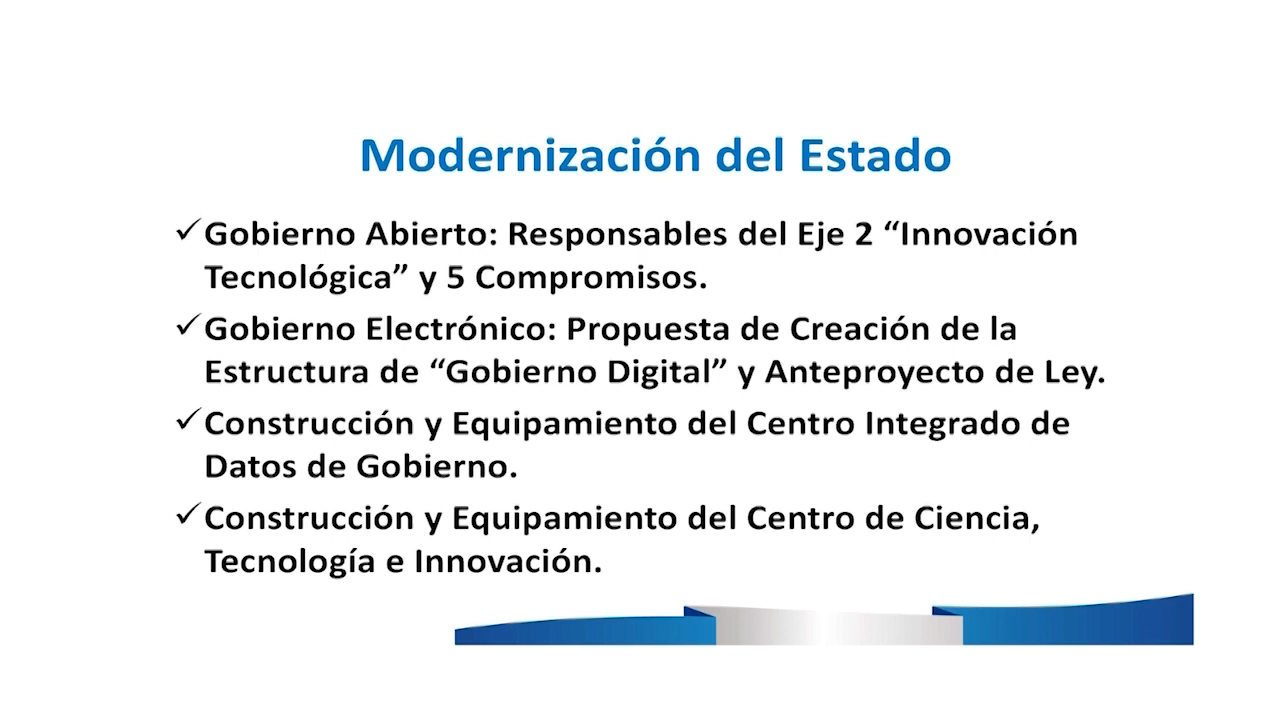 Modernización del Estado
✓Gobierno Abierto: Responsables del Eje 2 “Innovación
Tecnológica” y 5 Compromisos.
✓Gobierno Electrónico: Propuesta de Creación de la
Estructura de “Gobierno Digital” y Anteproyecto de Ley.
✓Construcción y Equipamiento del Centro Integrado de
Datos de Gobierno.
✓Construcción y Equipamiento del Centro de Ciencia,
Tecnología e Innovación.